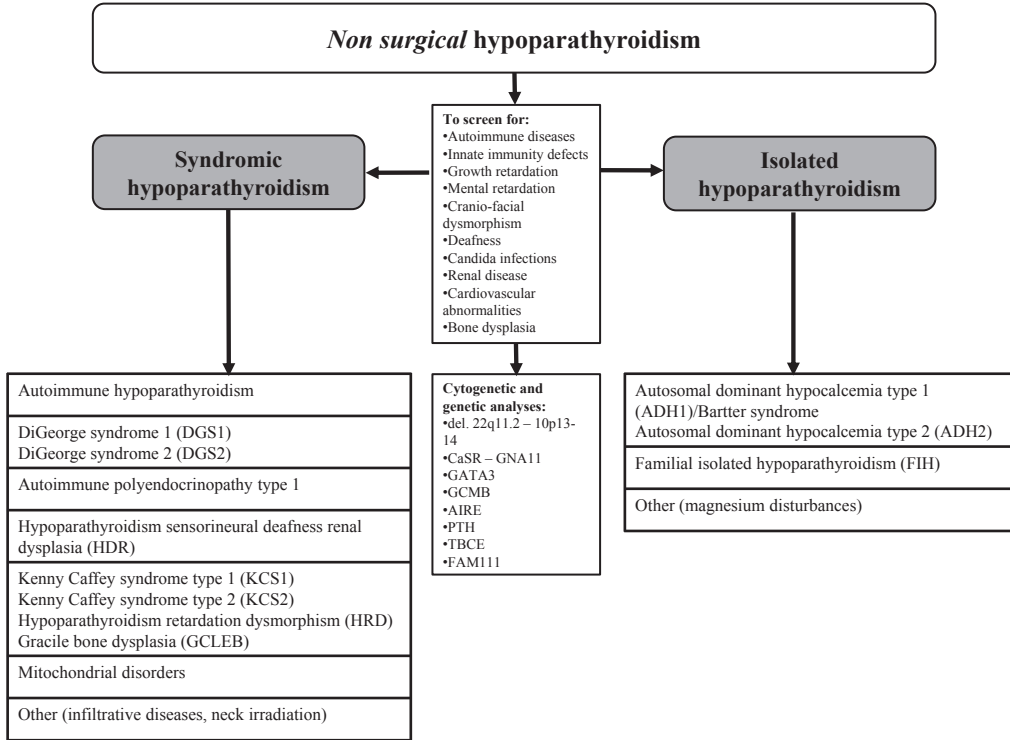 Non surgical hypoparathyroidism
To screen for:
•Autoimmune diseases
•Innate immunity defects
•Growth retardation
•Mental retardation
•Cranio-facial
dysmorphism
•Deafness
•Candida infections
•Renal disease
•Cardiovascular
abnormalities
•Bone dysplasia
Syndromic
hypoparathyroidism
Isolated
hypoparathyroidism
Autoimmune hypoparathyroidism
DiGeorge syndrome 1 (DGS1)
DiGeorge syndrome 2 (DGS2)
Autoimmune polyendocrinopathy type 1
Hypoparathyroidism sensorineural deafness renal
dysplasia (HDR)
Kenny Caffey syndrome type 1 (KCS1)
Kenny Caffey syndrome type 2 (KCS2)
Hypoparathyroidism retardation dysmorphism (HRD)
Gracile bone dysplasia (GCLEB)
Mitochondrial disorders
Other (infiltrative diseases, neck irradiation)
Cytogenetic and
genetic analyses:
•del. 22q11.2 – 10p13-
14
•CaSR – GNA11
•GATA3
•GCMB
•AIRE
•PTH
•TBCE
•FAM111
Autosomal dominant hypocalcemia type 1
(ADH1)/Bartter syndrome
Autosomal dominant hypocalcemia type 2 (ADH2)
Familial isolated hypoparathyroidism (FIH)
Other (magnesium disturbances)